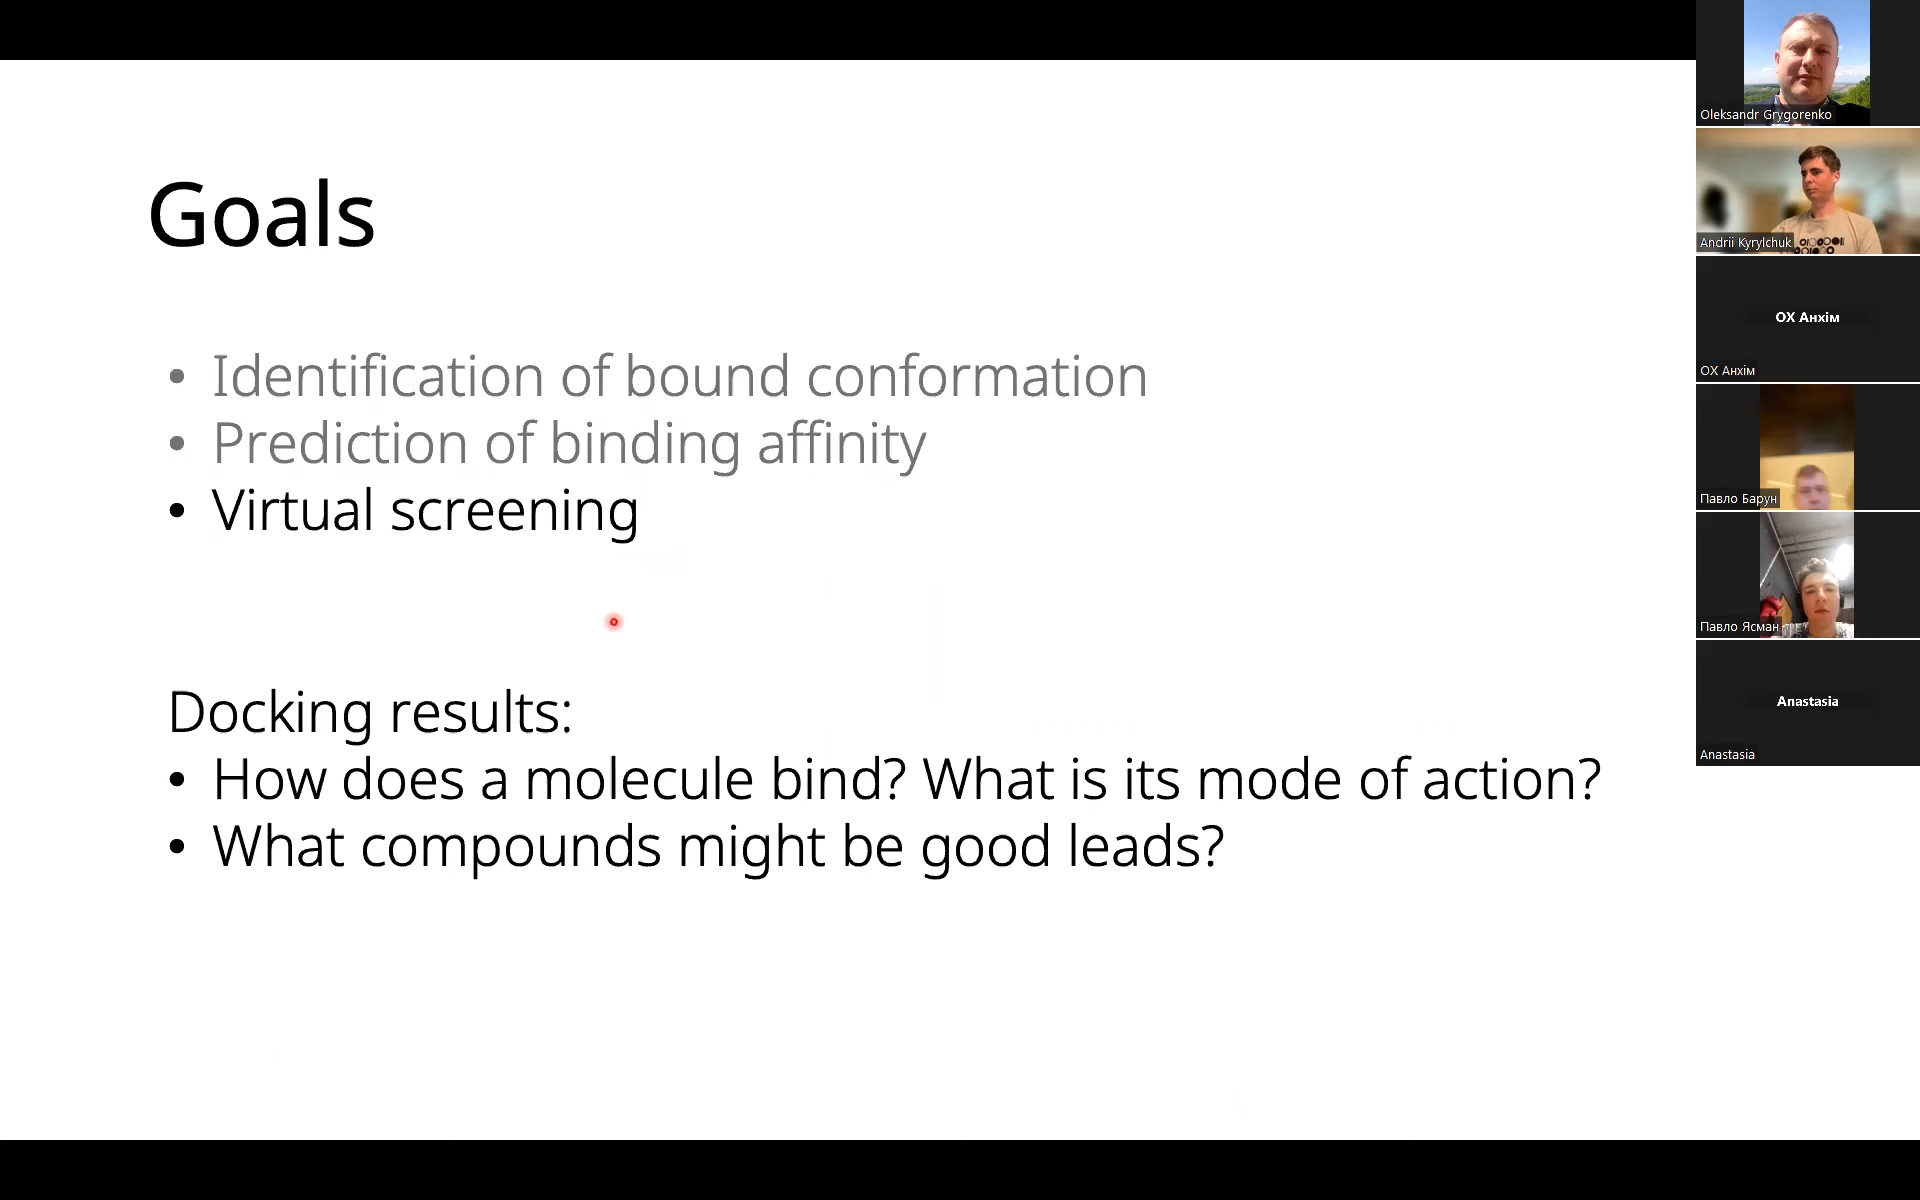 Goals
• Identification of bound conformation
• Prediction of binding affinity
• Virtual screening
Docking results:
• How does a molecule bind? What is its mode of action?
• What compounds might be good leads?
Oleksandr Grygorenko
Andrii Kyrylchuk
ОХ Анхім
ОХ Анхім
Павло Барун
Павло Ясман
Anastasia
Anastasia